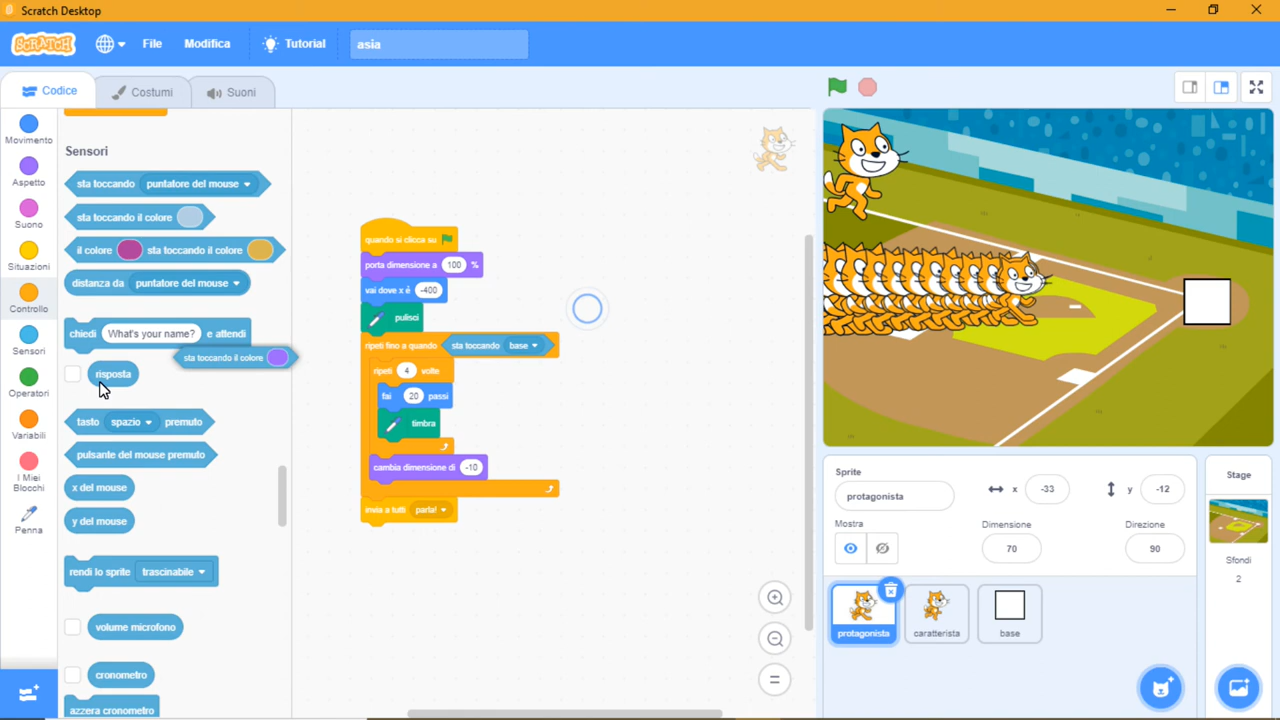 Scratch Desktop
SCRATCH File Modifica Tutorial asia
Codice Costumi Suoni
Movimento
Aspetto
Suono
Situazioni
Controllo
Sensori
Operatori
Variabili
I Miei
Blocchi
Penna
Sensori
sta toccando puntatore del mouse
sta toccando il colore
il colore sta toccando il colore
distanza da puntatore del mouse
chiedi What's your name? e attendi
sta toccando il colore
risposta
tasto spazio premuto
pulsante del mouse premuto
x del mouse
y del mouse
rendi lo sprite trascinabile
volume microfono
cronometro
azzera cronometro
quando si clicca su
porta dimensione a 100 %
vai dove x è -400
pulisci
ripeti fino a quando sta toccando base
ripeti 4 volte
fai 20 passi
timbra
cambia dimensione di -10
invia a tutti parla!
Sprite
protagonista x -33 y -12
Mostra Dimensione Direzione
70 90
protagonista caratterista base
Stage
Sfondi
2